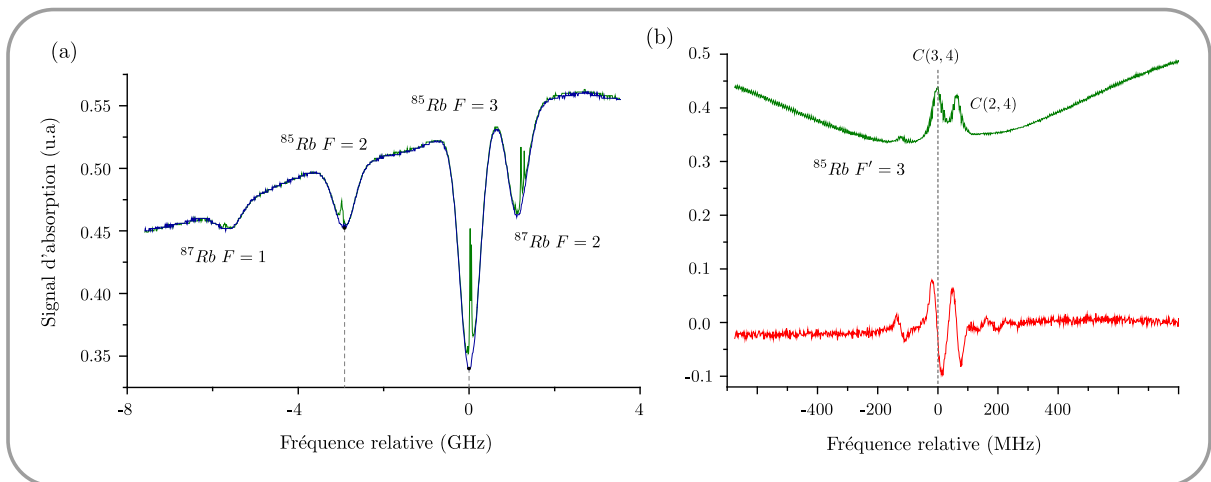 (a)
Signal d'absorption (u.a)
0.55
0.50
0.45
0.40
0.35
-8
-4
0
4
Fréquence relative (GHz)
⁸⁷Rb F = 1
⁸⁵Rb F = 2
⁸⁵Rb F = 3
⁸⁷Rb F = 2
(b)
0.5
0.4
0.3
0.2
0.0
-0.1
-400
-200
0
200
400
Fréquence relative (MHz)
C(3, 4)
C(2, 4)
⁸⁵Rb F′ = 3